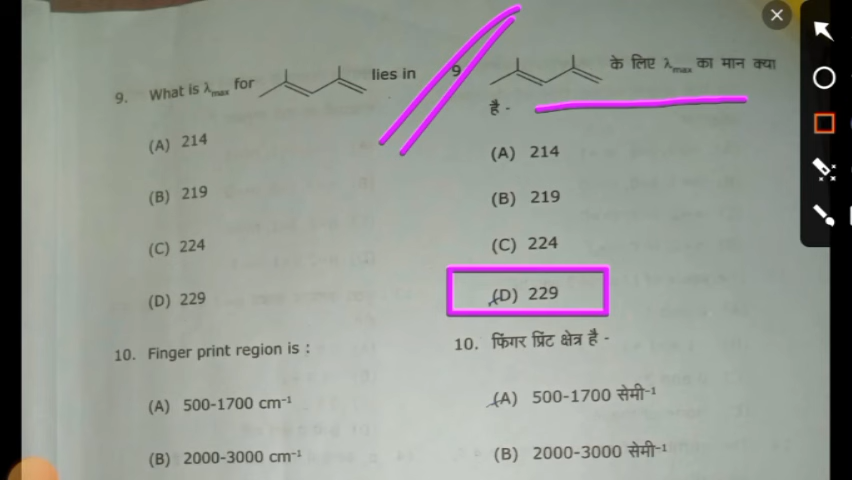 9. What is λmax for lies in
(A) 214
(B) 219
(C) 224
(D) 229
10. Finger print region is :
(A) 500-1700 cm⁻¹
(B) 2000-3000 cm⁻¹
9 के लिए λmax का मान क्या
है -
(A) 214
(B) 219
(C) 224
(D) 229
10. फिंगर प्रिंट क्षेत्र है -
(A) 500-1700 सेमी⁻¹
(B) 2000-3000 सेमी⁻¹